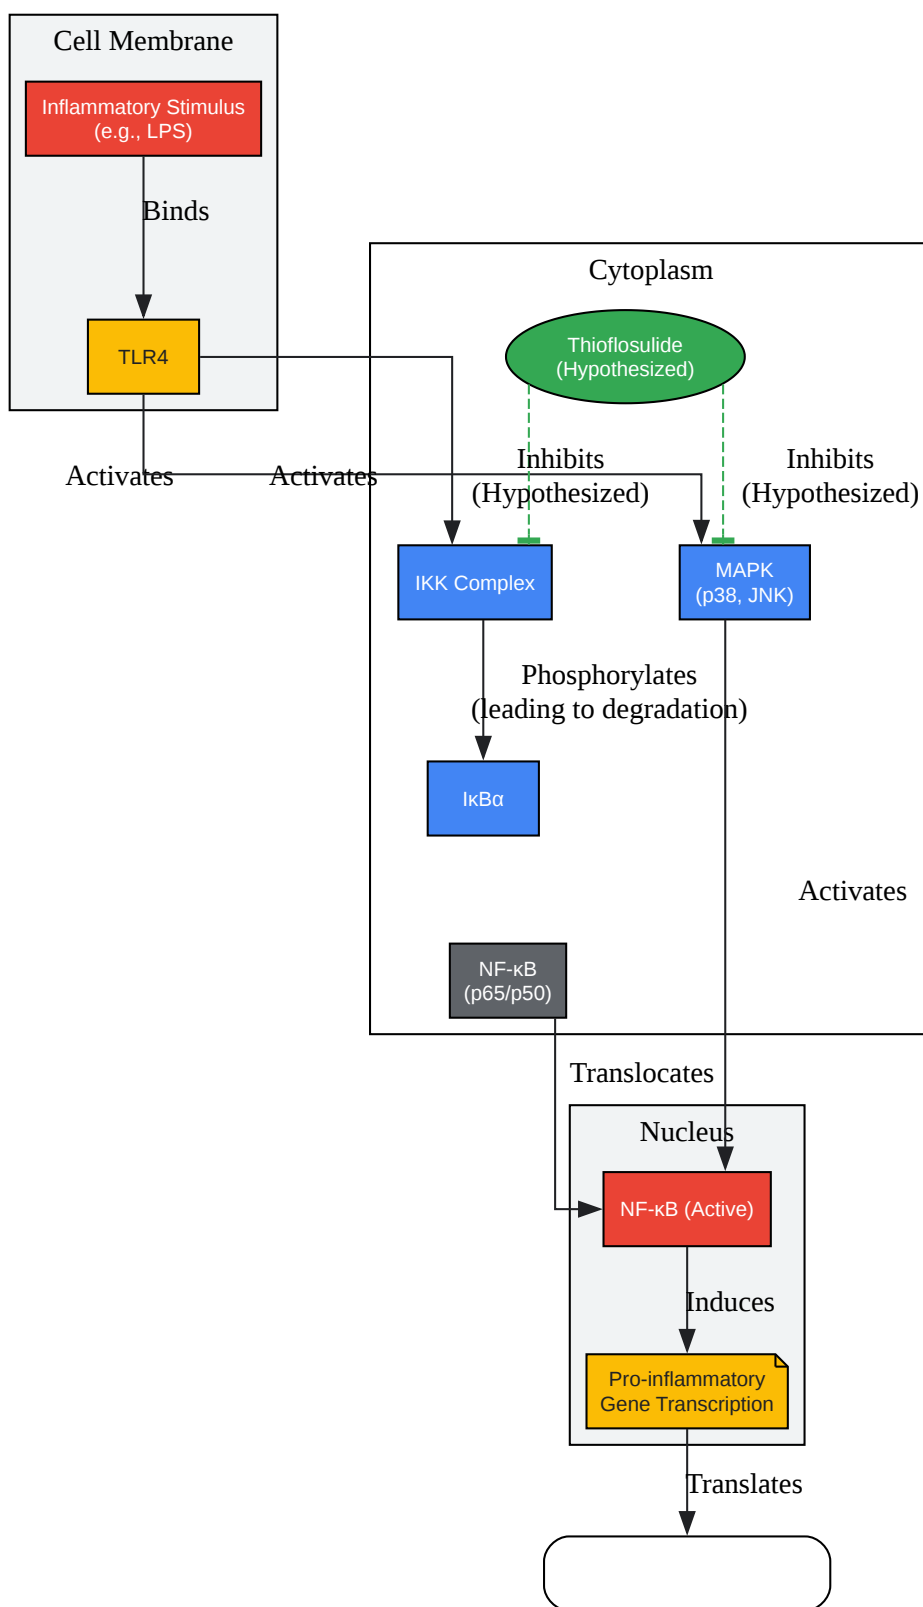 Cell Membrane
Inflammatory Stimulus
(e.g., LPS)
Binds
Cytoplasm
Thioflosulide
(Hypothesized)
TLR4
Activates
Activates
Inhibits
(Hypothesized)
Inhibits
(Hypothesized)
IKK Complex
MAPK
(p38, JNK)
Phosphorylates
(leading to degradation)
IκBα
Activates
NF-κB
(p65/p50)
Translocates
Nucleus
NF-κB (Active)
Induces
Pro-inflammatory
Gene Transcription
Translates